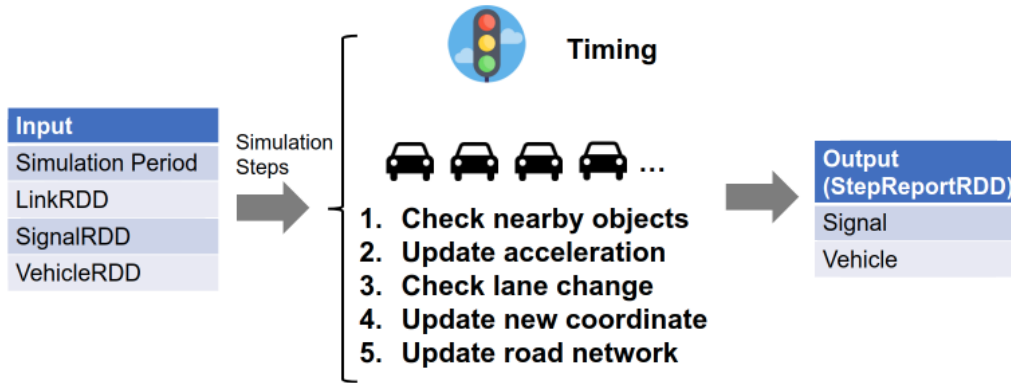 Input
Simulation Period
LinkRDD
SignalRDD
VehicleRDD
Simulation
Steps
Timing
...
1. Check nearby objects
2. Update acceleration
3. Check lane change
4. Update new coordinate
5. Update road network
Output
(StepReportRDD)
Signal
Vehicle